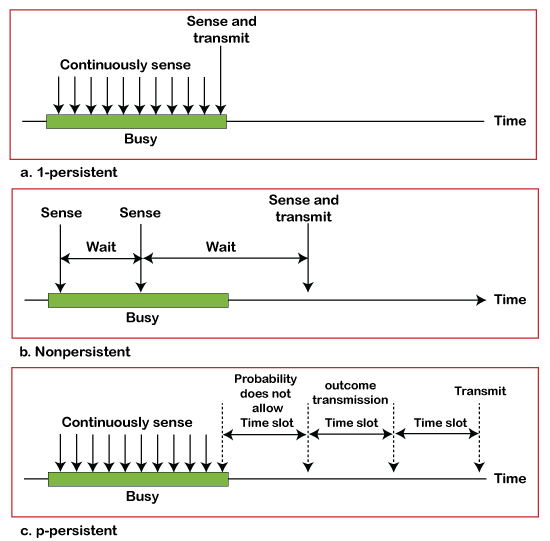 Sense and
transmit
Continuously sense
Time
Busy
a. 1-persistent
Sense and
transmit
Sense Sense
Wait Wait
Time
Busy
b. Nonpersistent
Probability
does not
allow
outcome
transmission
Transmit
Continuously sense
Time slot Time slot Time slot
Time
Busy
c. p-persistent